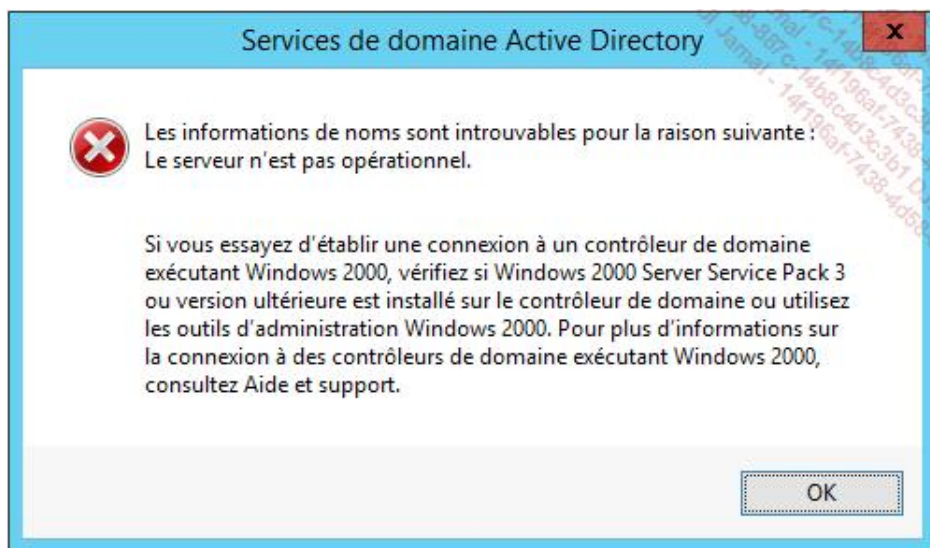 Services de domaine Active Directory
x
Les informations de noms sont introuvables pour la raison suivante :
Le serveur n'est pas opérationnel.
Si vous essayez d'établir une connexion à un contrôleur de domaine
exécutant Windows 2000, vérifiez si Windows 2000 Server Service Pack 3
ou version ultérieure est installé sur le contrôleur de domaine ou utilisez
les outils d'administration Windows 2000. Pour plus d'informations sur
la connexion à des contrôleurs de domaine exécutant Windows 2000,
consultez Aide et support.
OK